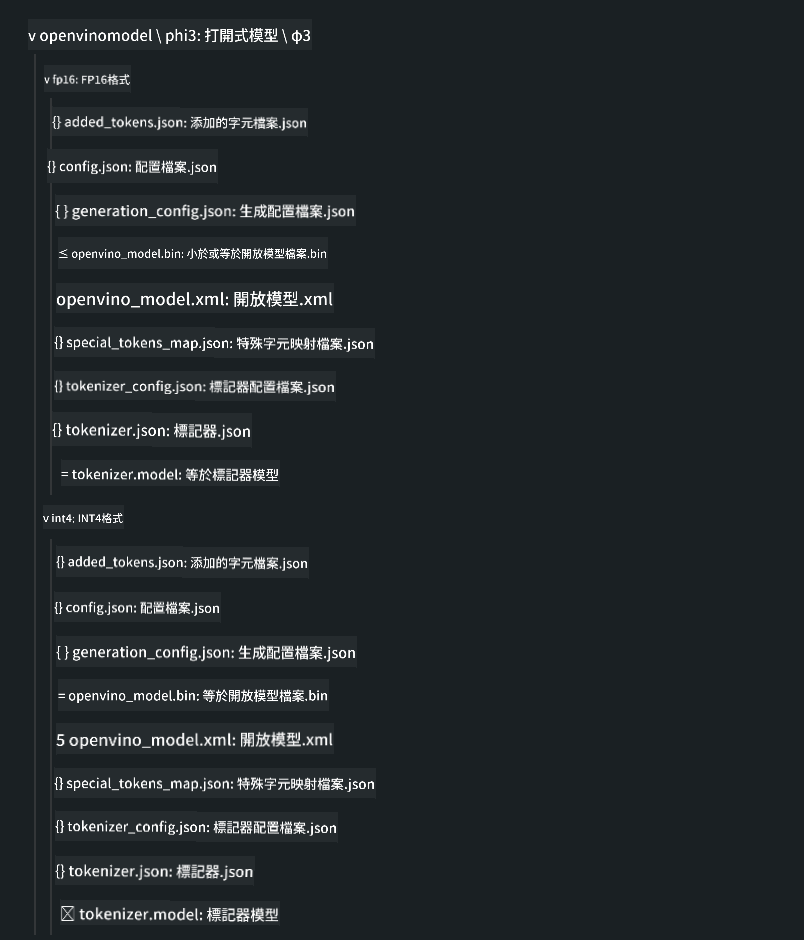 v openvinomodel \ phi3: 打開式模型 \ φ3
v fp16: FP16格式
{} added_tokens.json: 添加的字元檔案.json
{} config.json: 配置檔案.json
{ } generation_config.json: 生成配置檔案.json
≤ openvino_model.bin: 小於或等於開放模型檔案.bin
openvino_model.xml: 開放模型.xml
{} special_tokens_map.json: 特殊字元映射檔案.json
{} tokenizer_config.json: 標記器配置檔案.json
{} tokenizer.json: 標記器.json
= tokenizer.model: 等於標記器模型
v int4: INT4格式
{} added_tokens.json: 添加的字元檔案.json
{} config.json: 配置檔案.json
{ } generation_config.json: 生成配置檔案.json
= openvino_model.bin: 等於開放模型檔案.bin
5 openvino_model.xml: 開放模型.xml
{} special_tokens_map.json: 特殊字元映射檔案.json
{} tokenizer_config.json: 標記器配置檔案.json
{} tokenizer.json: 標記器.json
tokenizer.model: 標記器模型